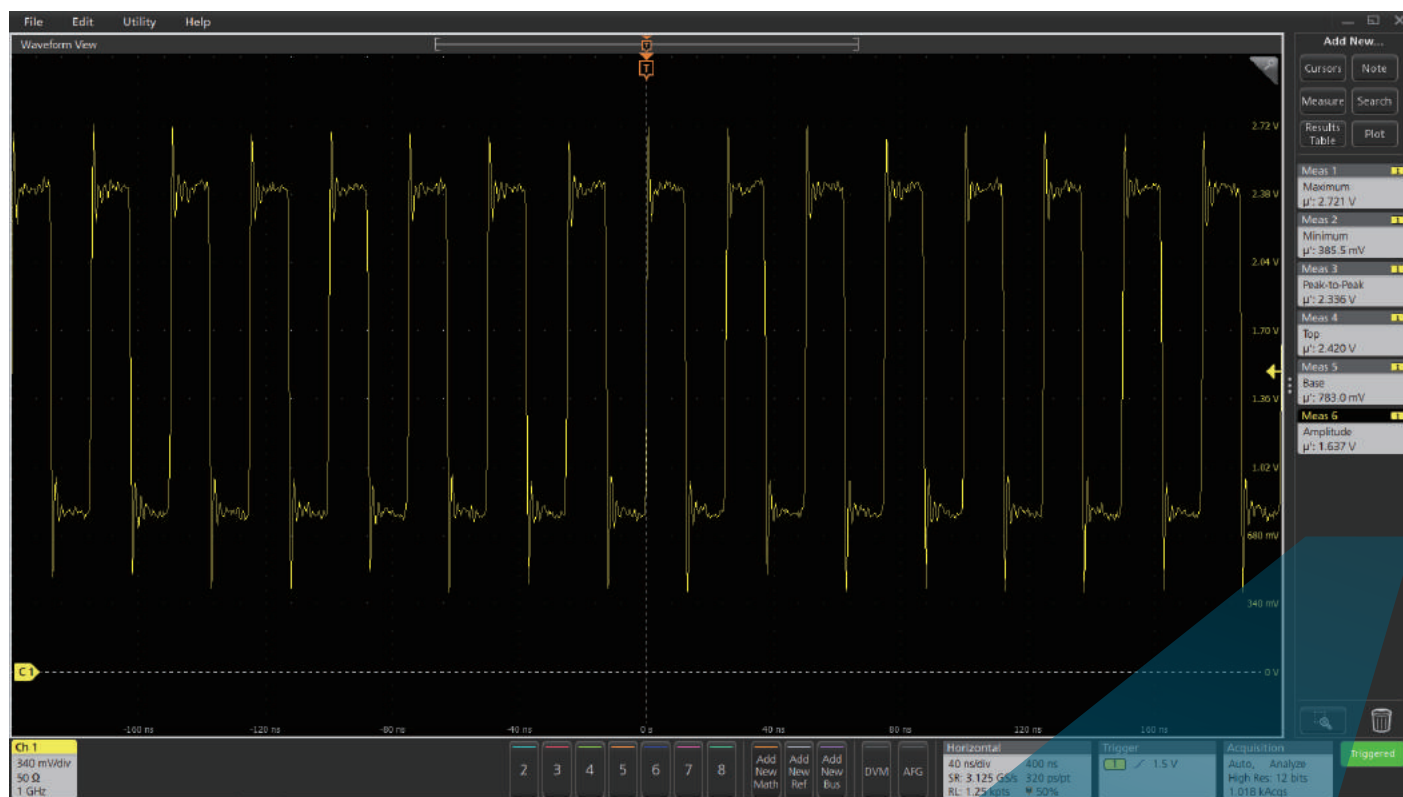 File Edit Utility Help
Waveform View
T
T
Add New...
Cursors Note
Measure Search
Results Table Plot
2.72 V
2.38 V
2.04 V
1.70 V
1.36 V
1.02 V
680 mV
340 mV
0 V
Meas 1 1
Maximum
µ': 2.721 V
Meas 2 1
Minimum
µ': 385.5 mV
Meas 3 1
Peak-to-Peak
µ': 2.336 V
Meas 4 1
Top
µ': 2.420 V
Meas 5 1
Base
µ': 783.0 mV
Meas 6 1
Amplitude
µ': 1.637 V
C1
-160 ns -120 ns -80 ns -40 ns 0 s 40 ns 80 ns 120 ns 160 ns
Ch 1
340 mV/div
50 Ω
1 GHz
2 3 4 5 6 7 8
Add New Math
Add New Ref
Add New Bus
DVM AFG
Horizontal
40 ns/div 400 ns
SR: 3.125 GS/s 320 ps/pt
RL: 1.25 kpts 50%
Trigger
1 1.5 V
Acquisition
Auto, Analyze
High Res: 12 bits
1.018 kAcqs
Triggered